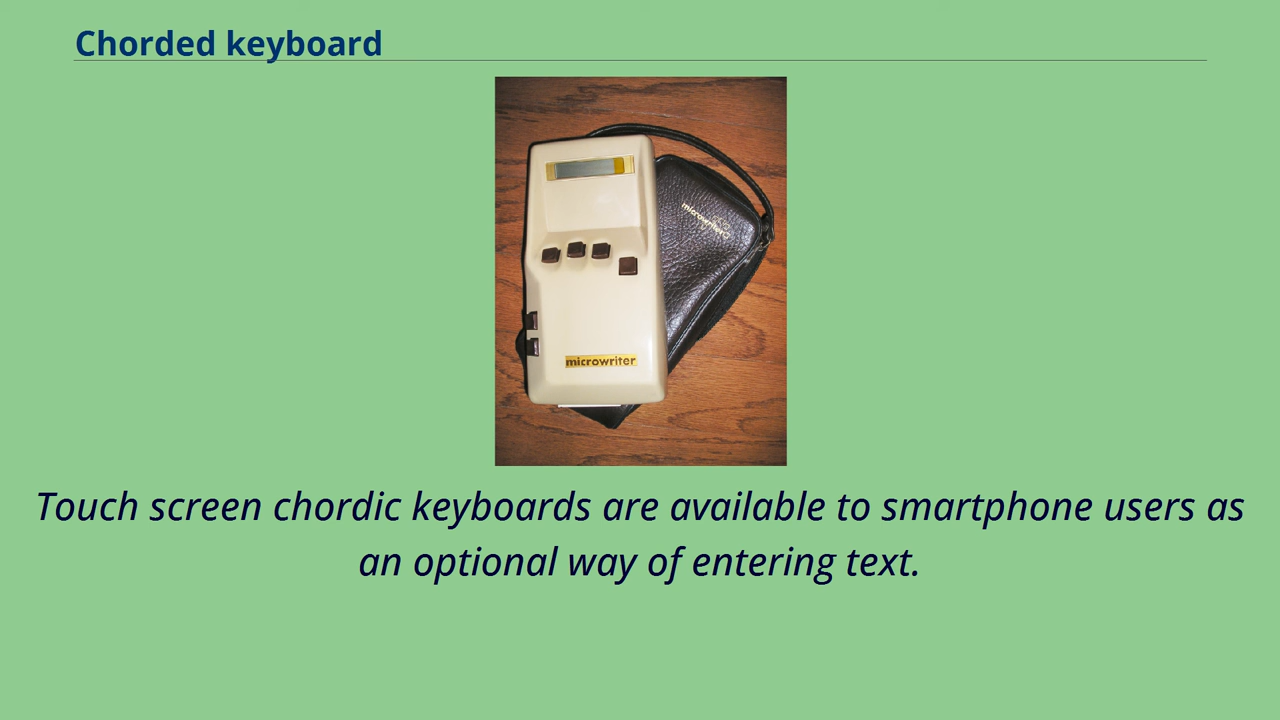 Chorded keyboard
microwriter
microwriter
Touch screen chordic keyboards are available to smartphone users as
an optional way of entering text.